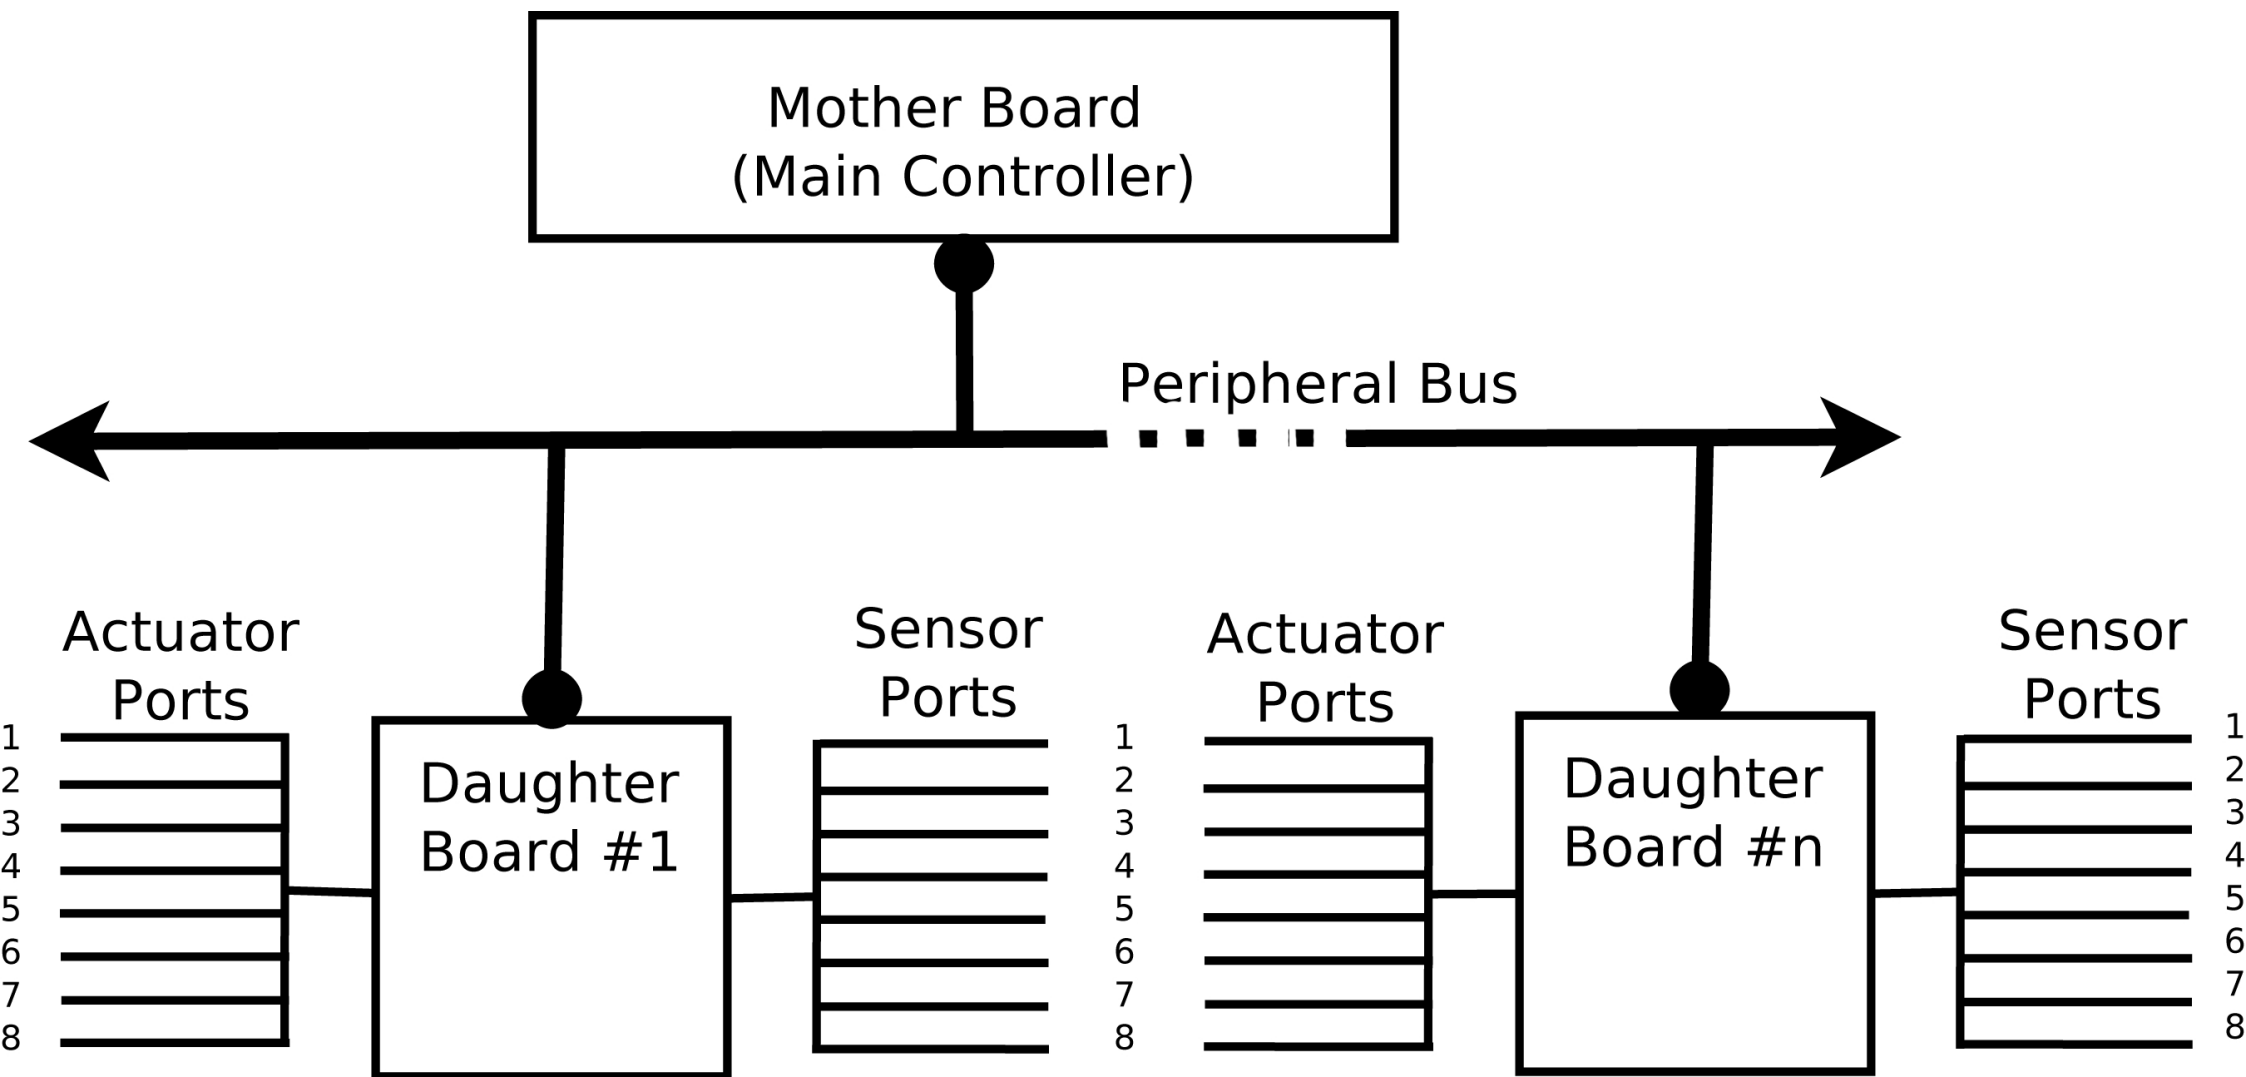 Mother Board
(Main Controller)
Peripheral Bus
Actuator
Ports
1
2
3
4
5
6
7
8
Daughter
Board #1
Sensor
Ports
1
2
3
4
5
6
7
8
Actuator
Ports
Daughter
Board #n
Sensor
Ports
1
2
3
4
5
6
7
8